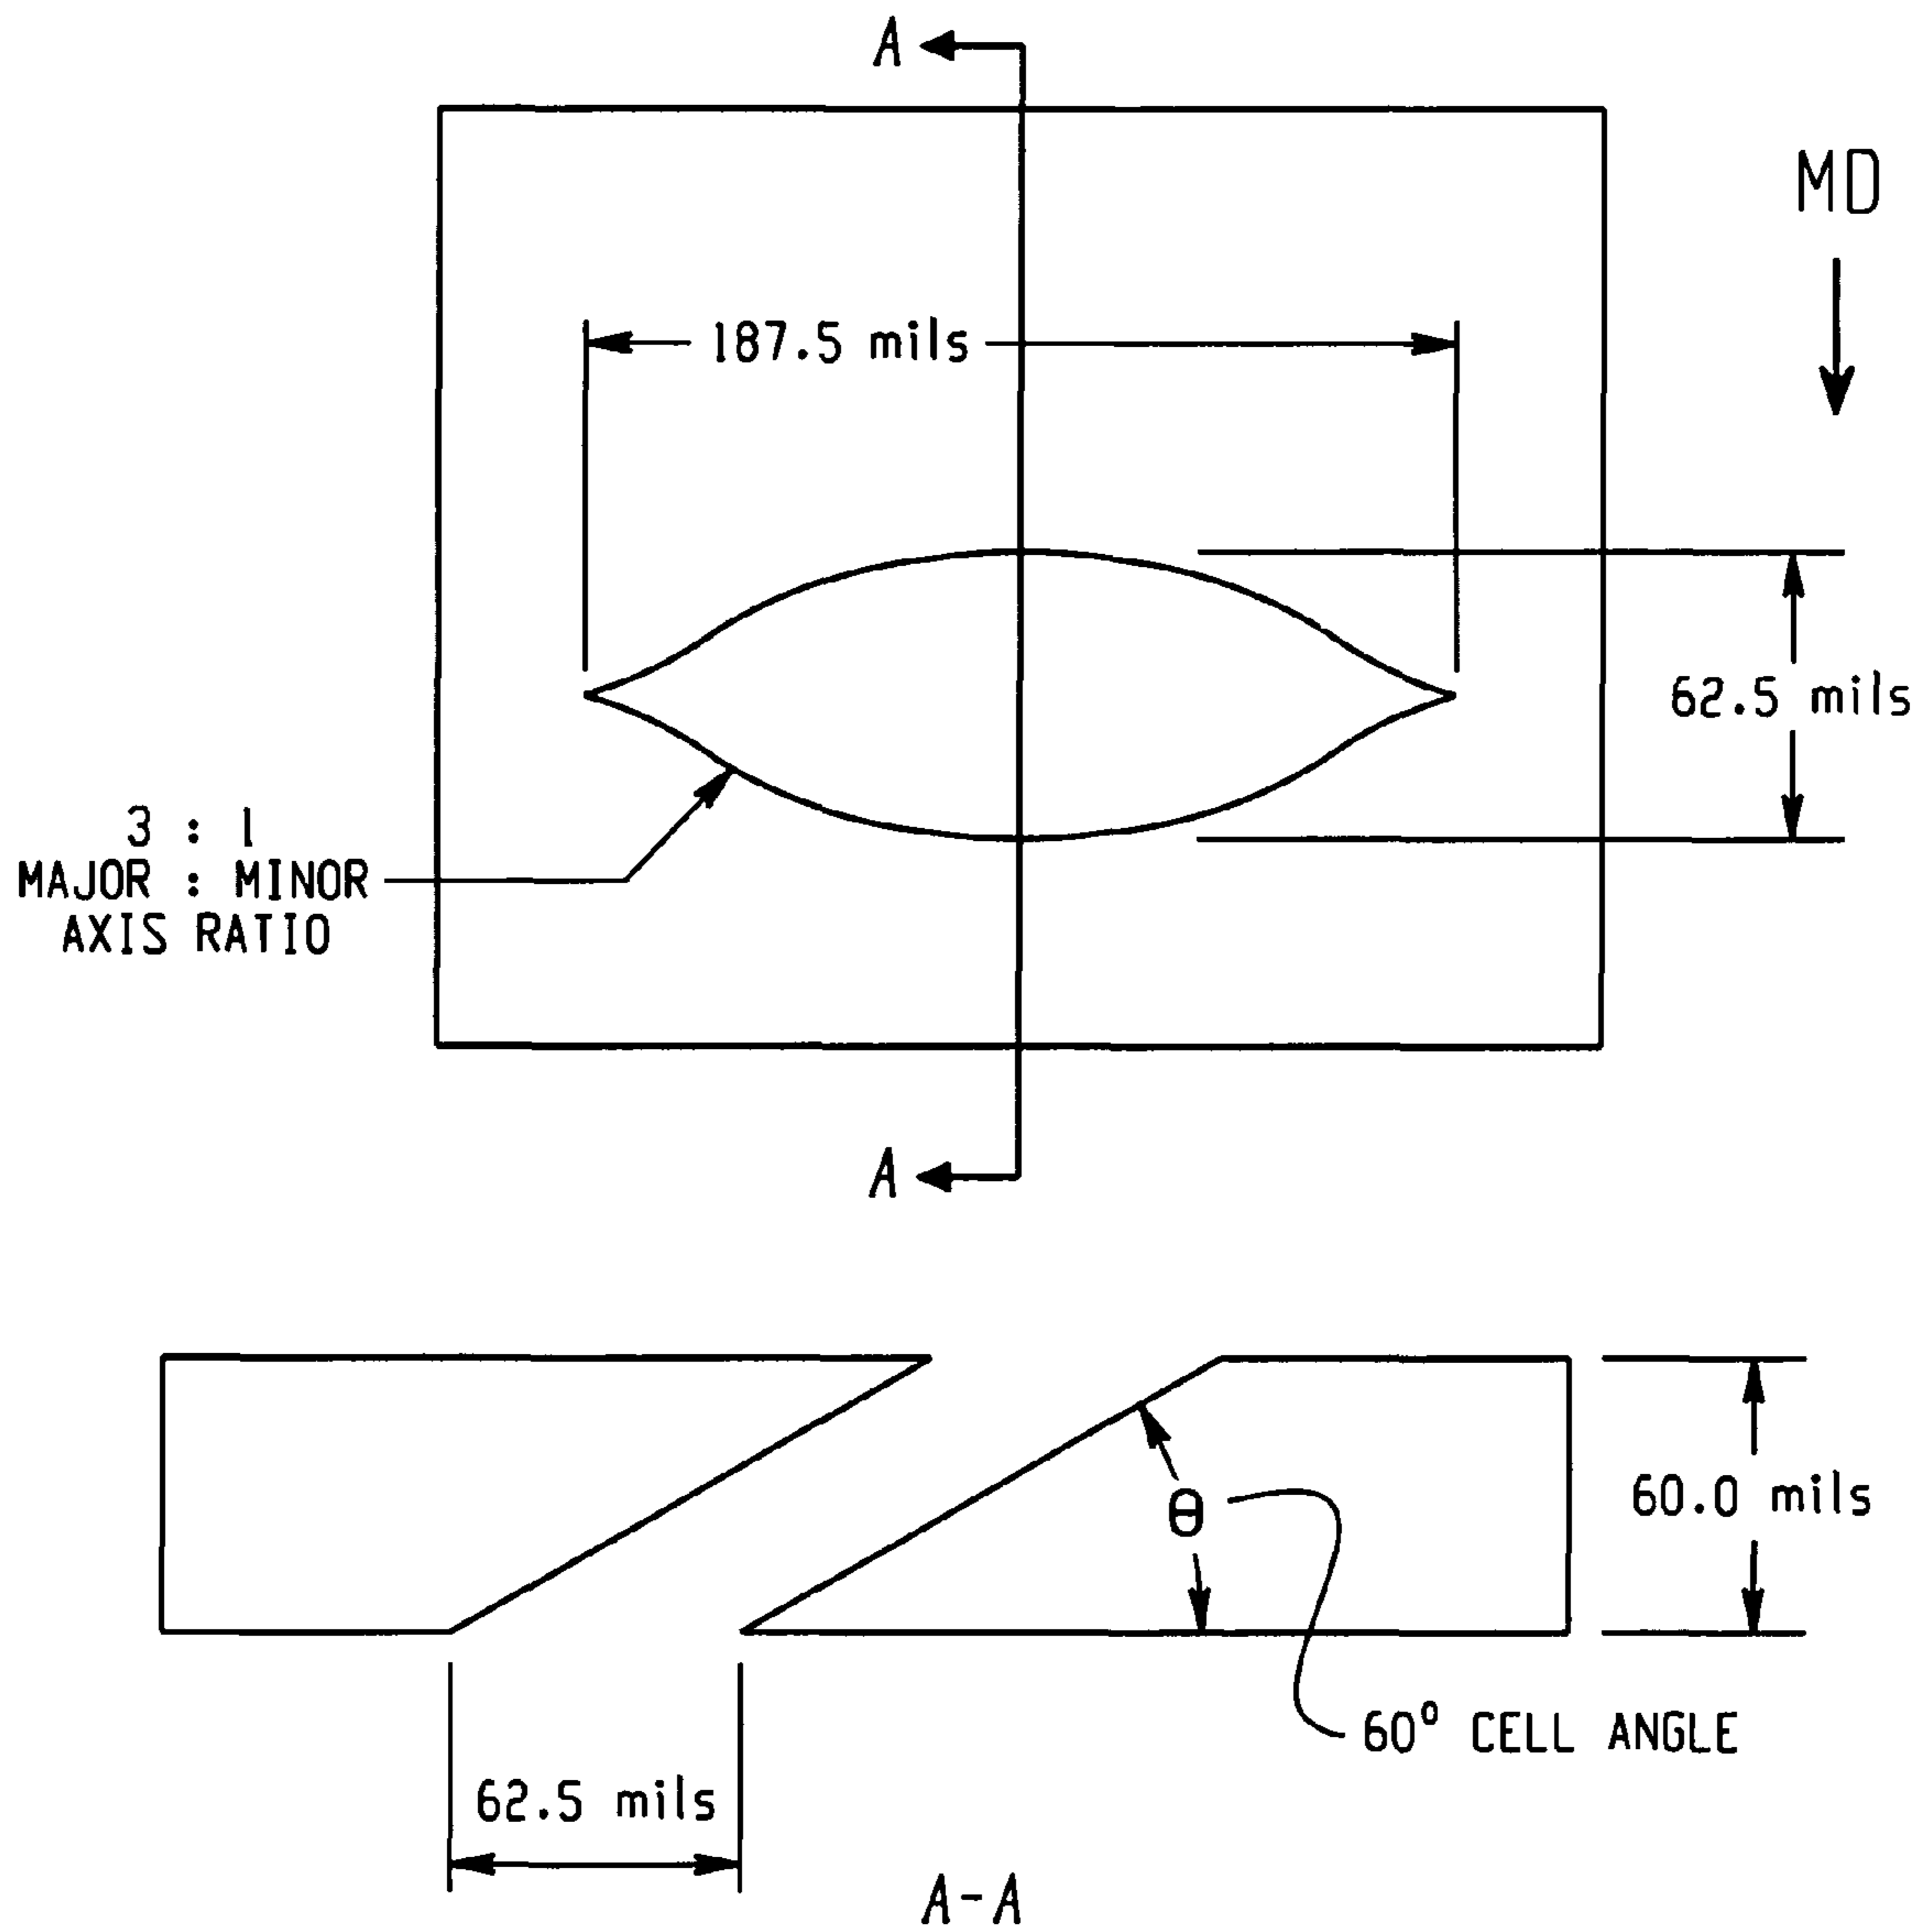 A
MD
187.5 mils
62.5 mils
3 : 1
MAJOR : MINOR
AXIS RATIO
A
60.0 mils
θ
60° CELL ANGLE
62.5 mils
A-A